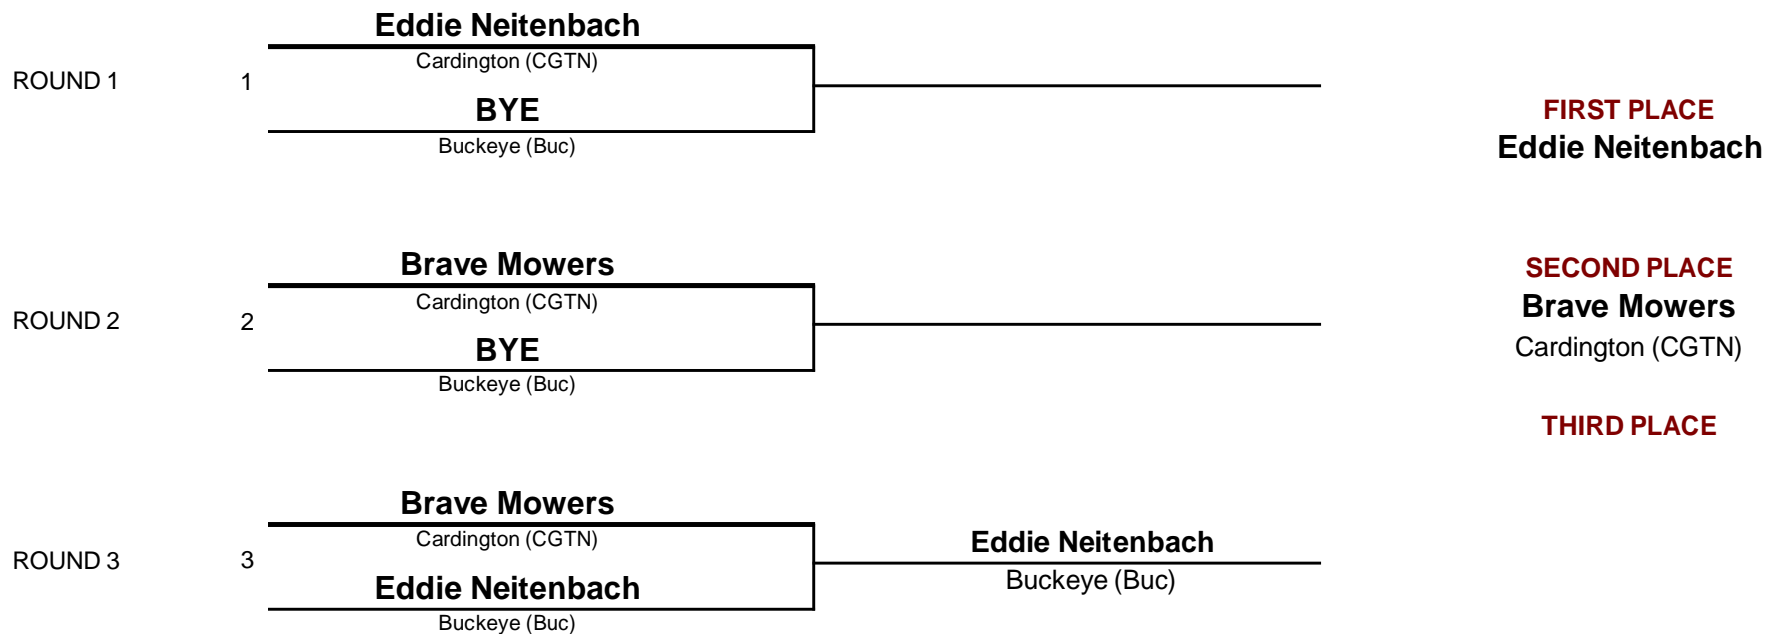 Eddie Neitenbach
Cardington (CGTN)
ROUND 1
1
BYE
Buckeye (Buc)
FIRST PLACE
Eddie Neitenbach
Brave Mowers
Cardington (CGTN)
ROUND 2
2
BYE
Buckeye (Buc)
SECOND PLACE
Brave Mowers
Cardington (CGTN)
THIRD PLACE
Brave Mowers
Cardington (CGTN)
ROUND 3
3
Eddie Neitenbach
Buckeye (Buc)
Eddie Neitenbach
Buckeye (Buc)